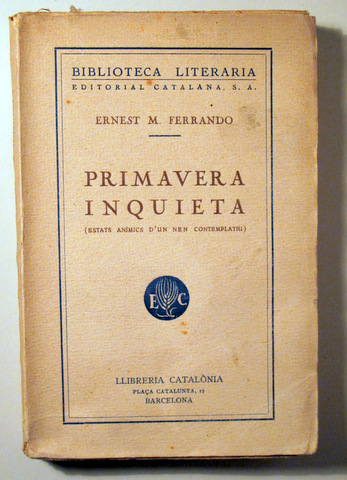 BIBLIOTECA LITERARIA
EDITORIAL CATALANA, S. A.
ERNEST M. FERRANDO
PRIMAVERA
INQUIETA
(ESTATS ANÍMICS D'UN NEN CONTEMPLATIU)
E C
LLIBRERIA CATALÒNIA
PLAÇA CATALUNYA, 17
BARCELONA